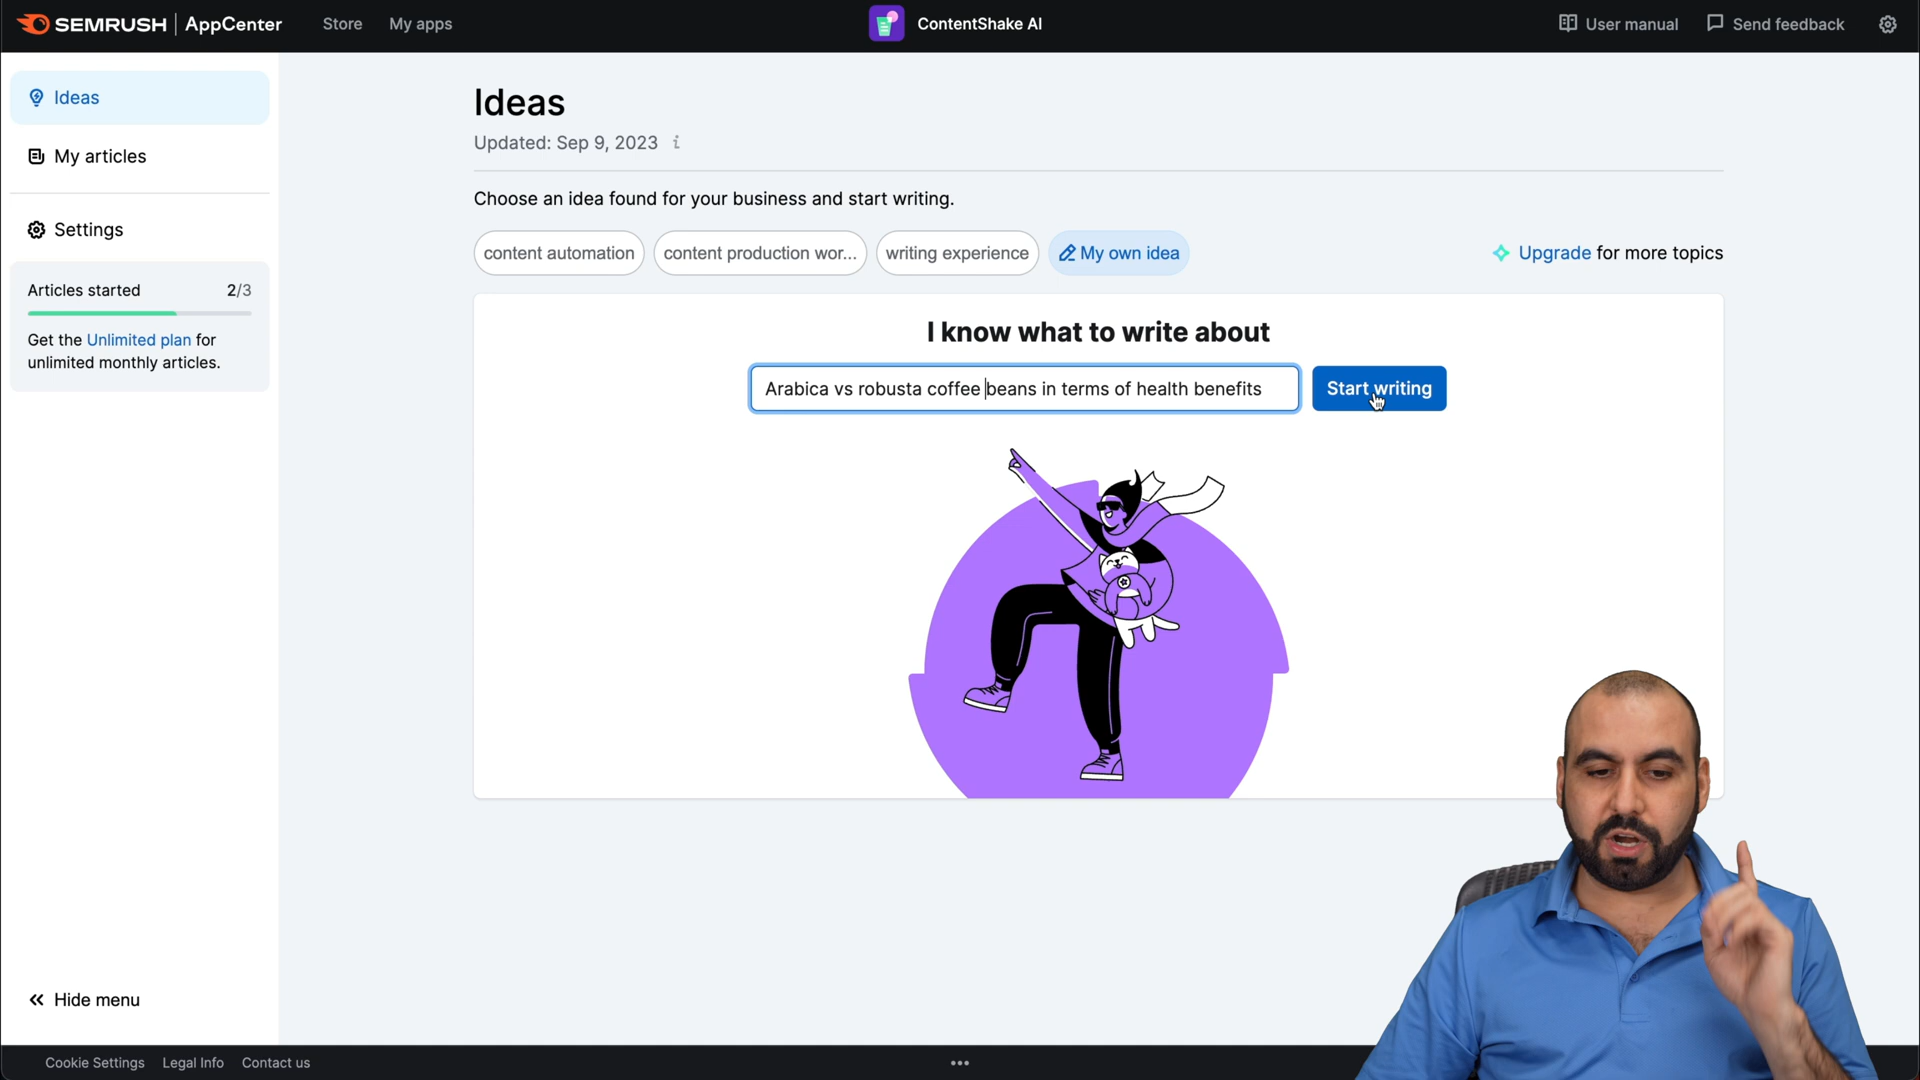 SEMRUSH AppCenter Store My apps ContentShake AI User manual Send feedback
Ideas
My articles
Settings
Articles started 2/3
Get the Unlimited plan for
unlimited monthly articles.
Hide menu
Ideas
Updated: Sep 9, 2023 i
Choose an idea found for your business and start writing.
content automation content production wor... writing experience My own idea Upgrade for more topics
I know what to write about
Arabica vs robusta coffee beans in terms of health benefits Start writing
Cookie Settings Legal Info Contact us